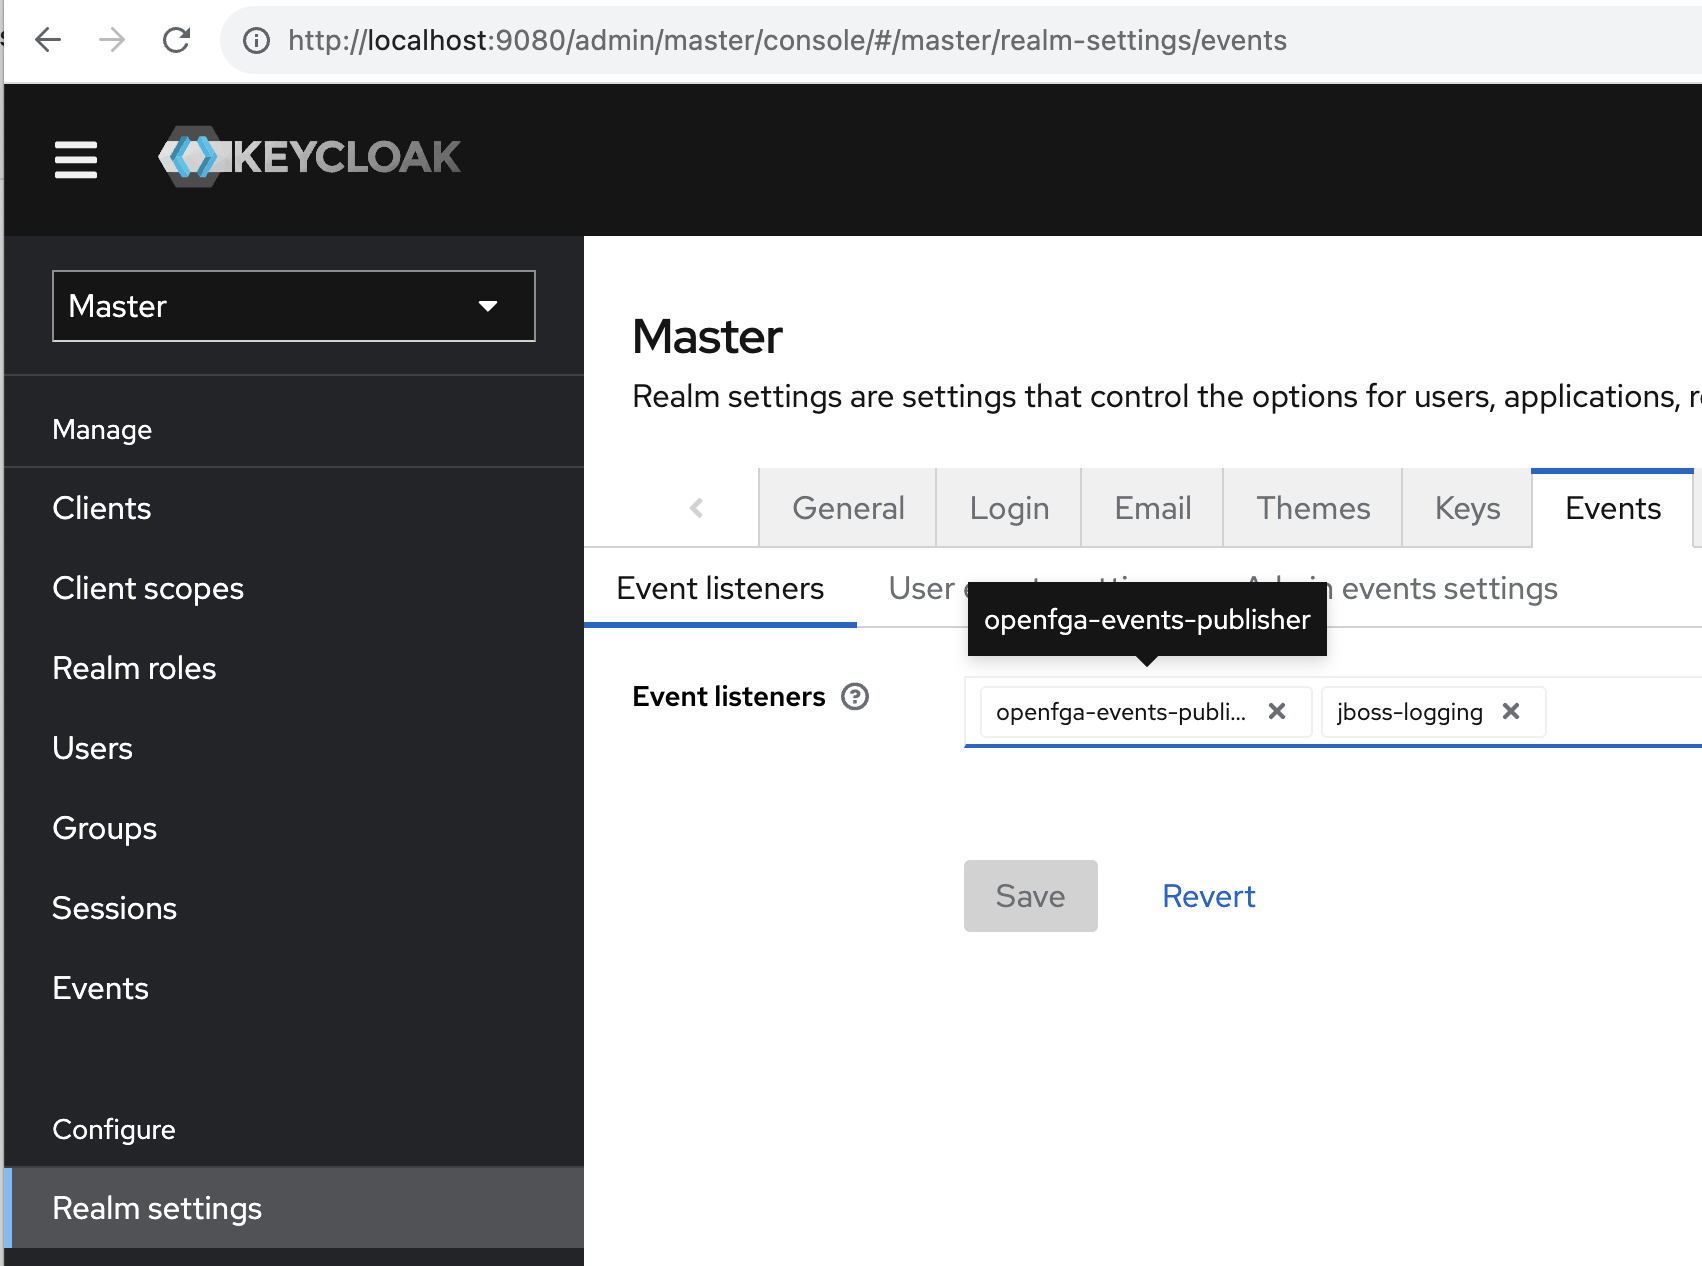 http://localhost:9080/admin/master/console/#/master/realm-settings/events
KEYCLOAK
Master
Manage
Clients
Client scopes
Realm roles
Users
Groups
Sessions
Events
Configure
Realm settings
Master
Realm settings are settings that control the options for users, applications,
General Login Email Themes Keys Events
Event listeners User events settings Admin events settings
openfga-events-publisher
Event listeners
openfga-events-publi... jboss-logging
Save Revert